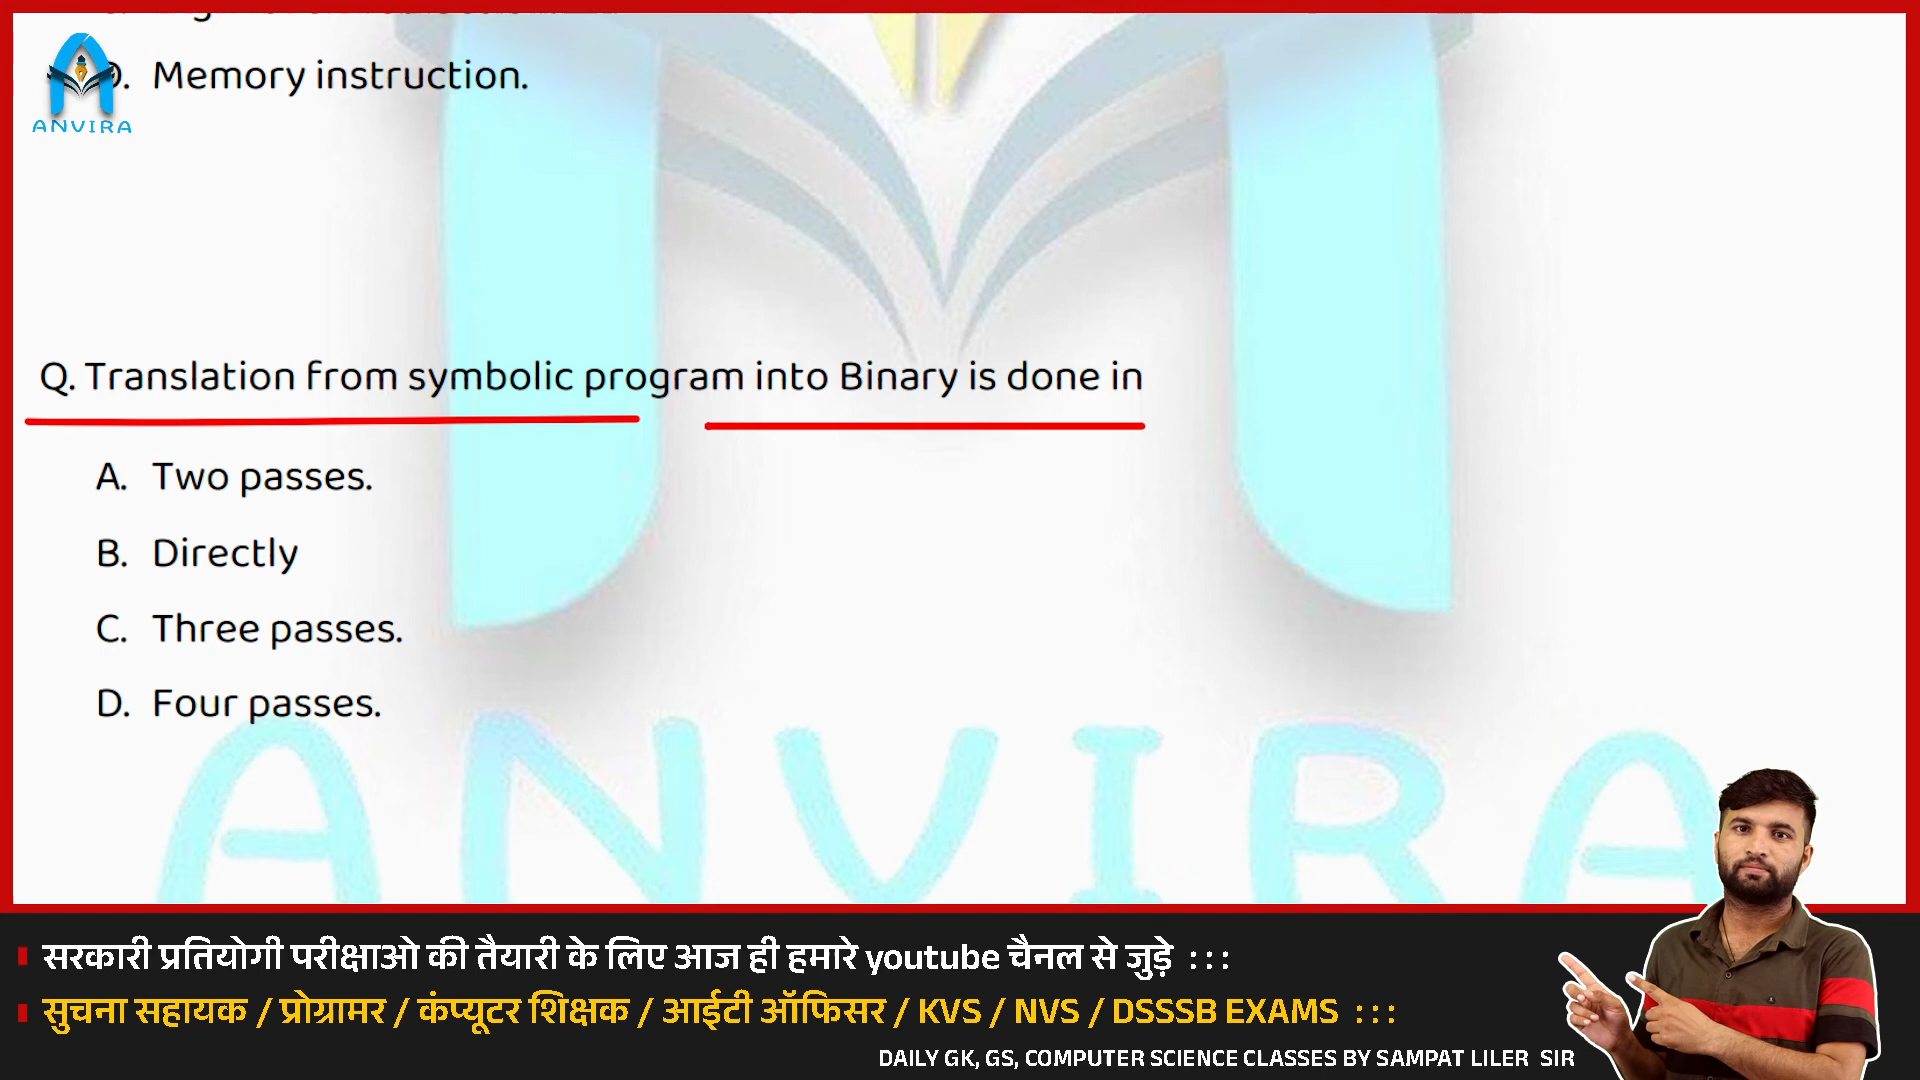 D. Memory instruction.
ANVIRA
Q. Translation from symbolic program into Binary is done in
A. Two passes.
B. Directly
C. Three passes.
D. Four passes.
ANVIRA
सरकारी प्रतियोगी परीक्षाओ की तैयारी के लिए आज ही हमारे youtube चैनल से जुड़े :::
सुचना सहायक / प्रोग्रामर / कंप्यूटर शिक्षक / आईटी ऑफिसर / KVS / NVS / DSSSB EXAMS :::
DAILY GK, GS, COMPUTER SCIENCE CLASSES BY SAMPAT LILER SIR